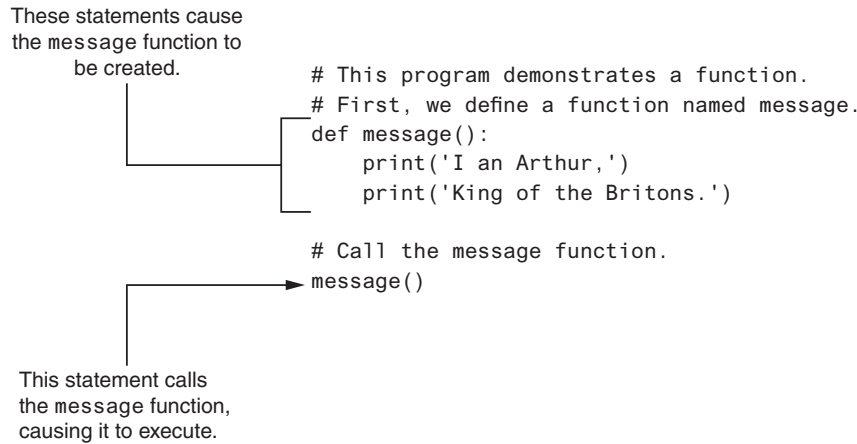 These statements cause
the message function to
be created.
# This program demonstrates a function.
# First, we define a function named message.
def message():
    print('I an Arthur,')
    print('King of the Britons.')
# Call the message function.
message()
This statement calls
the message function,
causing it to execute.